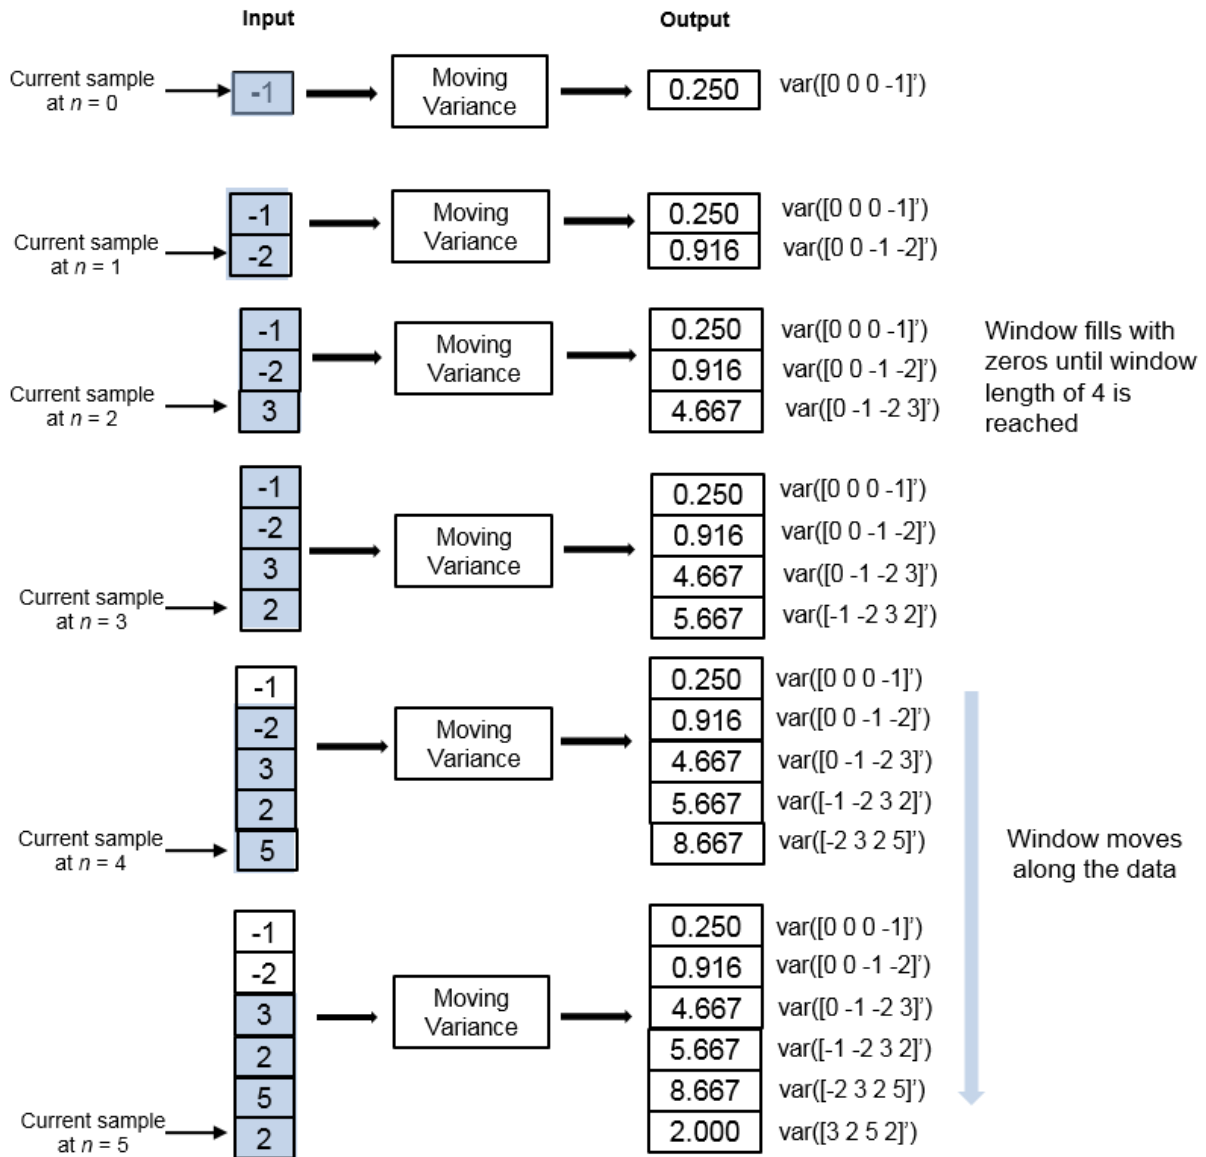 Input
Output
Current sample
at n = 0
-1
Moving
Variance
0.250
var([0 0 0 -1]')
-1
-2
Current sample
at n = 1
Moving
Variance
0.250
0.916
var([0 0 0 -1]')
var([0 0 -1 -2]')
-1
-2
3
Current sample
at n = 2
Moving
Variance
0.250
0.916
4.667
var([0 0 0 -1]')
var([0 0 -1 -2]')
var([0 -1 -2 3]')
Window fills with
zeros until window
length of 4 is
reached
-1
-2
3
2
Current sample
at n = 3
Moving
Variance
0.250
0.916
4.667
5.667
var([0 0 0 -1]')
var([0 0 -1 -2]')
var([0 -1 -2 3]')
var([-1 -2 3 2]')
-1
-2
3
2
5
Current sample
at n = 4
Moving
Variance
0.250
0.916
4.667
5.667
8.667
var([0 0 0 -1]')
var([0 0 -1 -2]')
var([0 -1 -2 3]')
var([-1 -2 3 2]')
var([-2 3 2 5]')
Window moves
along the data
-1
-2
3
2
5
2
Current sample
at n = 5
Moving
Variance
0.250
0.916
4.667
5.667
8.667
2.000
var([0 0 0 -1]')
var([0 0 -1 -2]')
var([0 -1 -2 3]')
var([-1 -2 3 2]')
var([-2 3 2 5]')
var([3 2 5 2]')